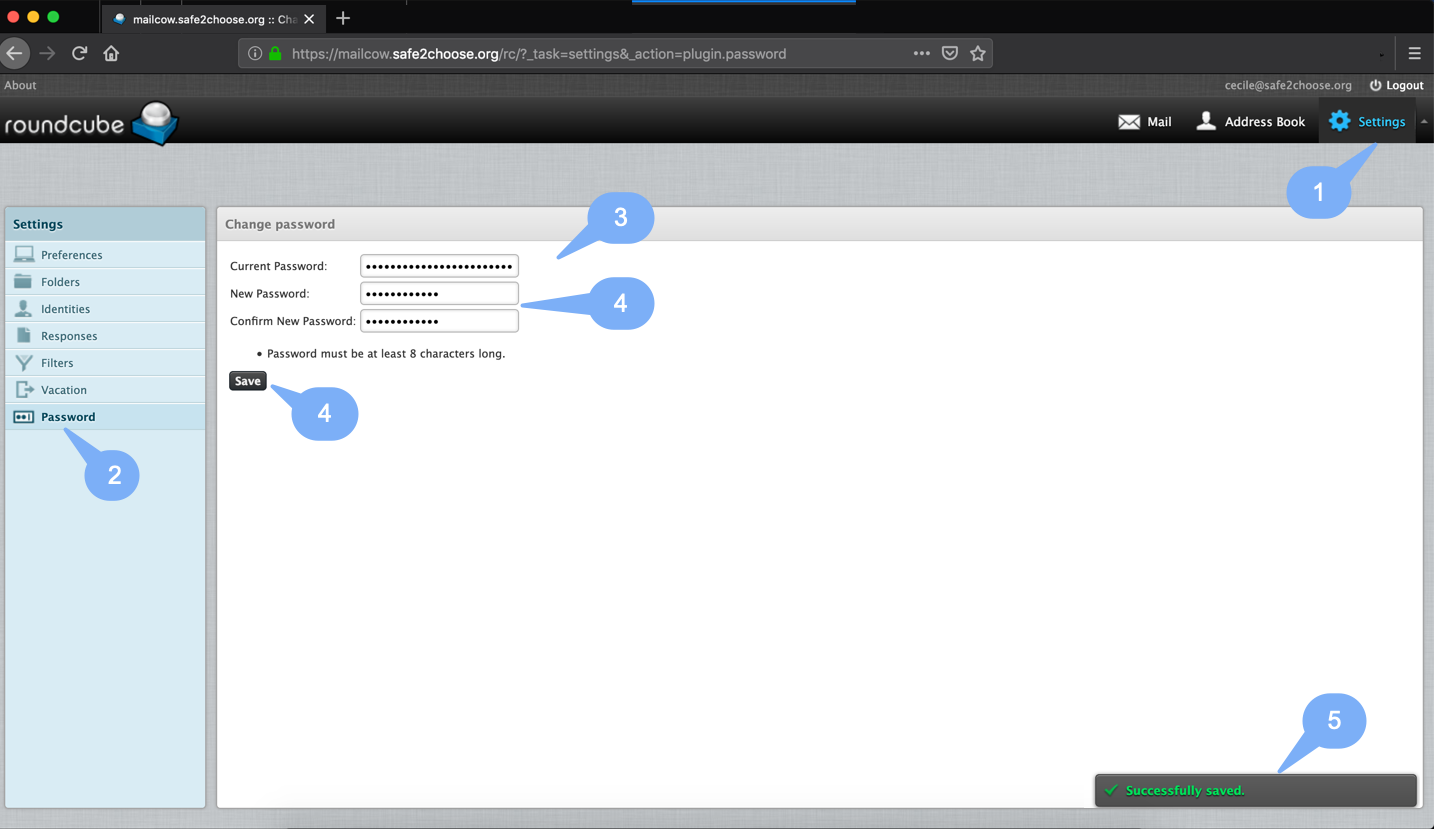 mailcow.safe2choose.org :: Cha
https://mailcow.safe2choose.org/rc/?_task=settings&_action=plugin.password
About
cecile@safe2choose.org Logout
roundcube
Mail Address Book Settings
1
Settings
Preferences
Folders
Identities
Responses
Filters
Vacation
Password
2
Change password
3
Current Password:
New Password:
4
Confirm New Password:
• Password must be at least 8 characters long.
Save
4
5
Successfully saved.